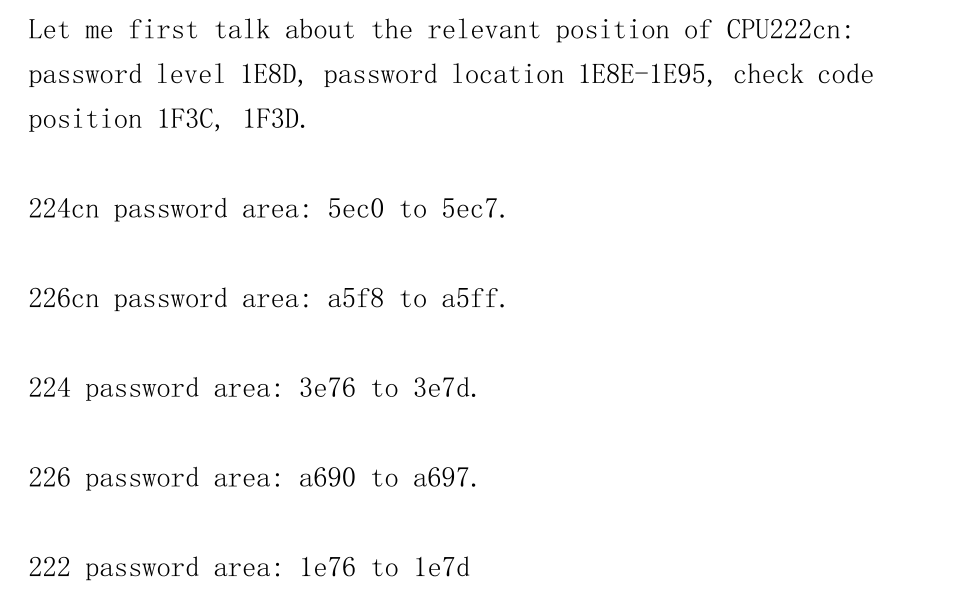 Let me first talk about the relevant position of CPU222cn:
password level 1E8D, password location 1E8E-1E95, check code
position 1F3C, 1F3D.
224cn password area: 5ec0 to 5ec7.
226cn password area: a5f8 to a5ff.
224 password area: 3e76 to 3e7d.
226 password area: a690 to a697.
222 password area: 1e76 to 1e7d